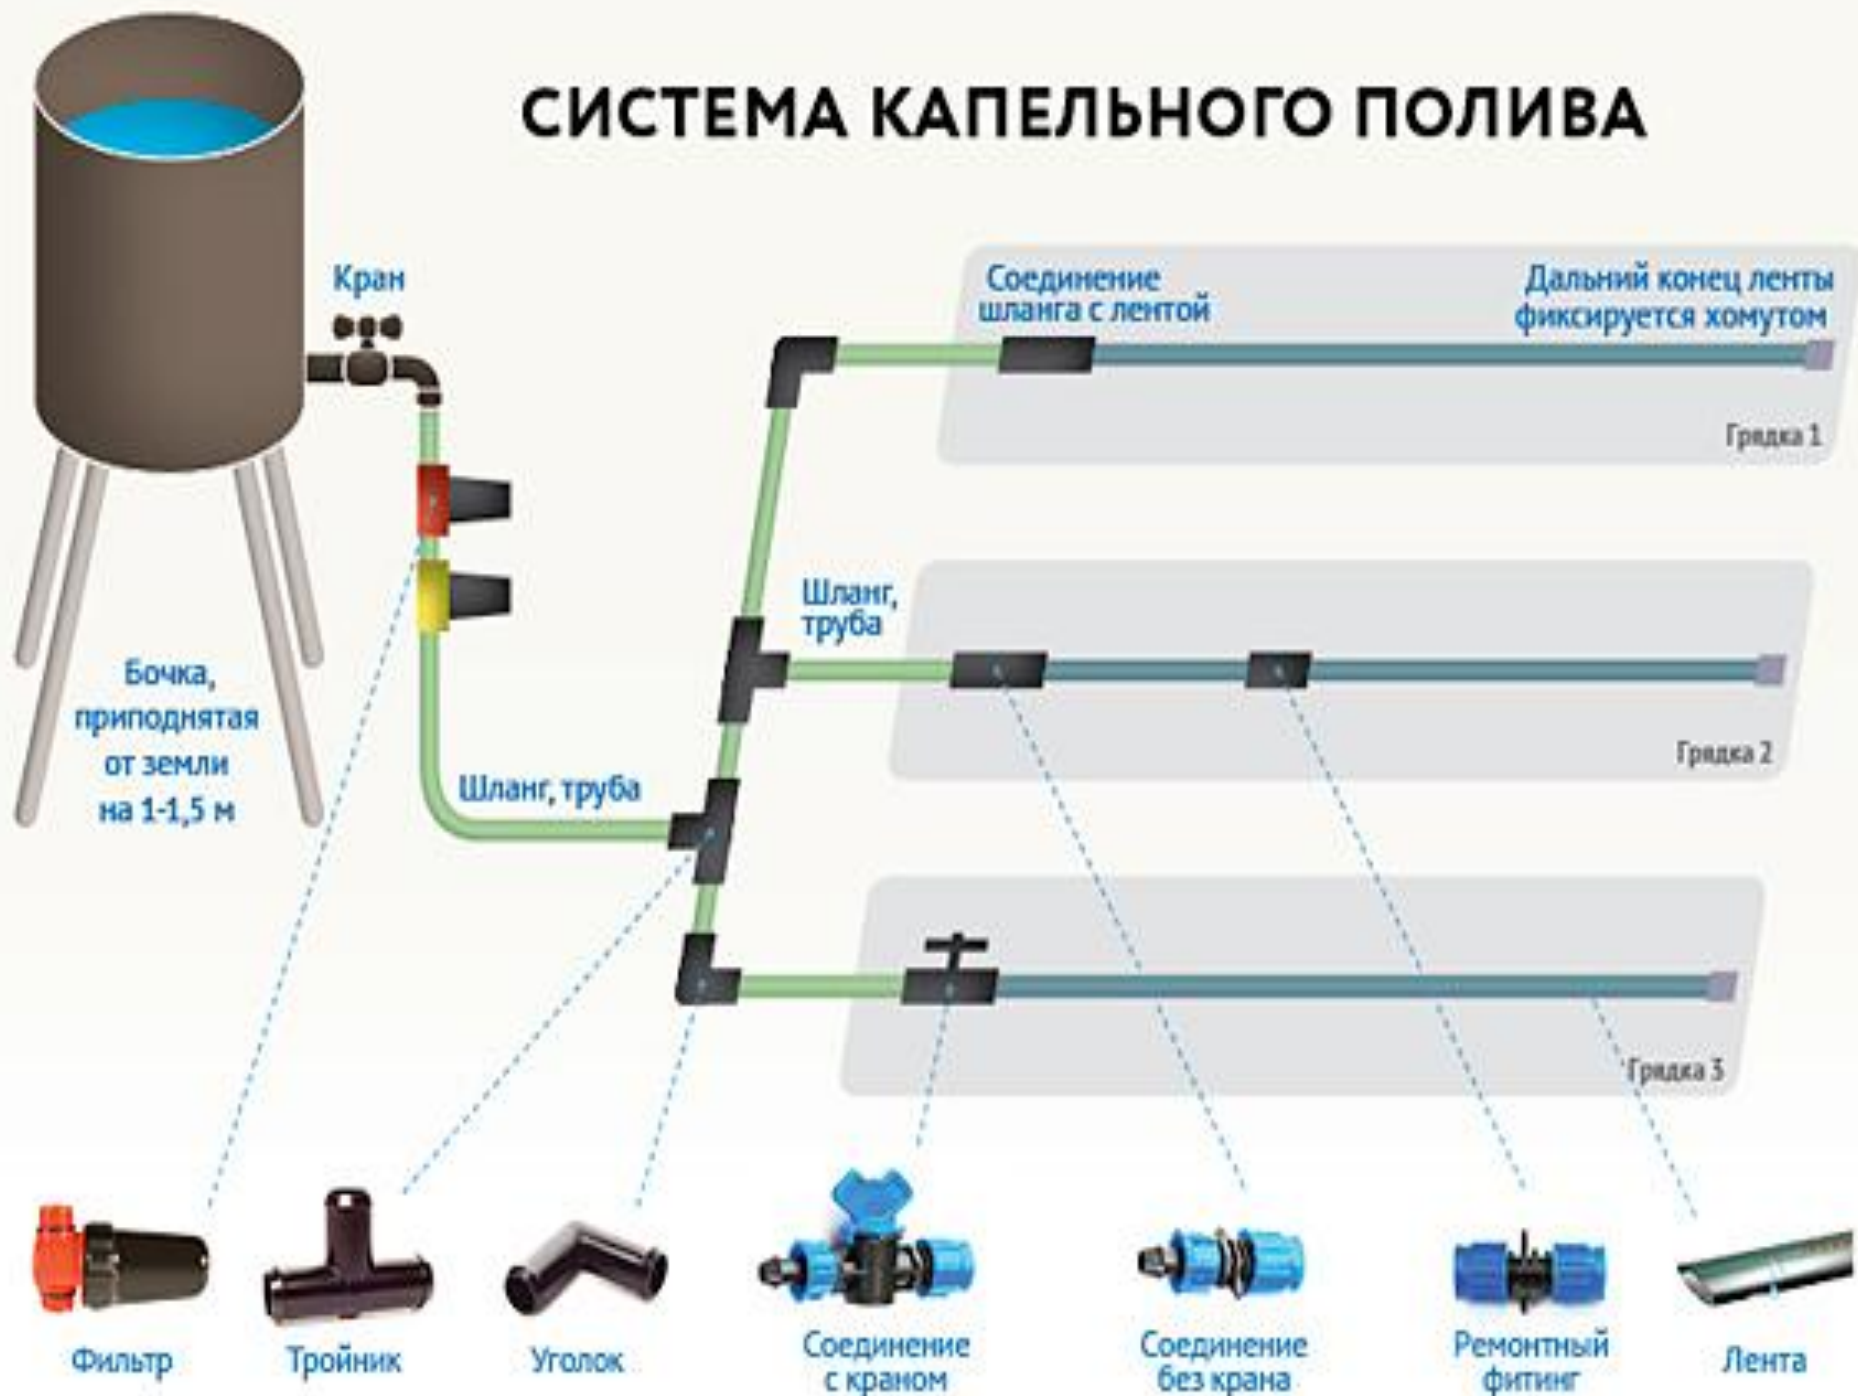 СИСТЕМА КАПЕЛЬНОГО ПОЛИВА
Кран
Соединение
шланга с лентой
Дальний конец ленты
фиксируется хомутом
Грядка 1
Шланг,
труба
Бочка,
приподнятая
от земли
на 1-1,5 м
Грядка 2
Шланг, труба
Грядка 3
Фильтр
Тройник
Уголок
Соединение
с краном
Соединение
без крана
Ремонтный
фитинг
Лента